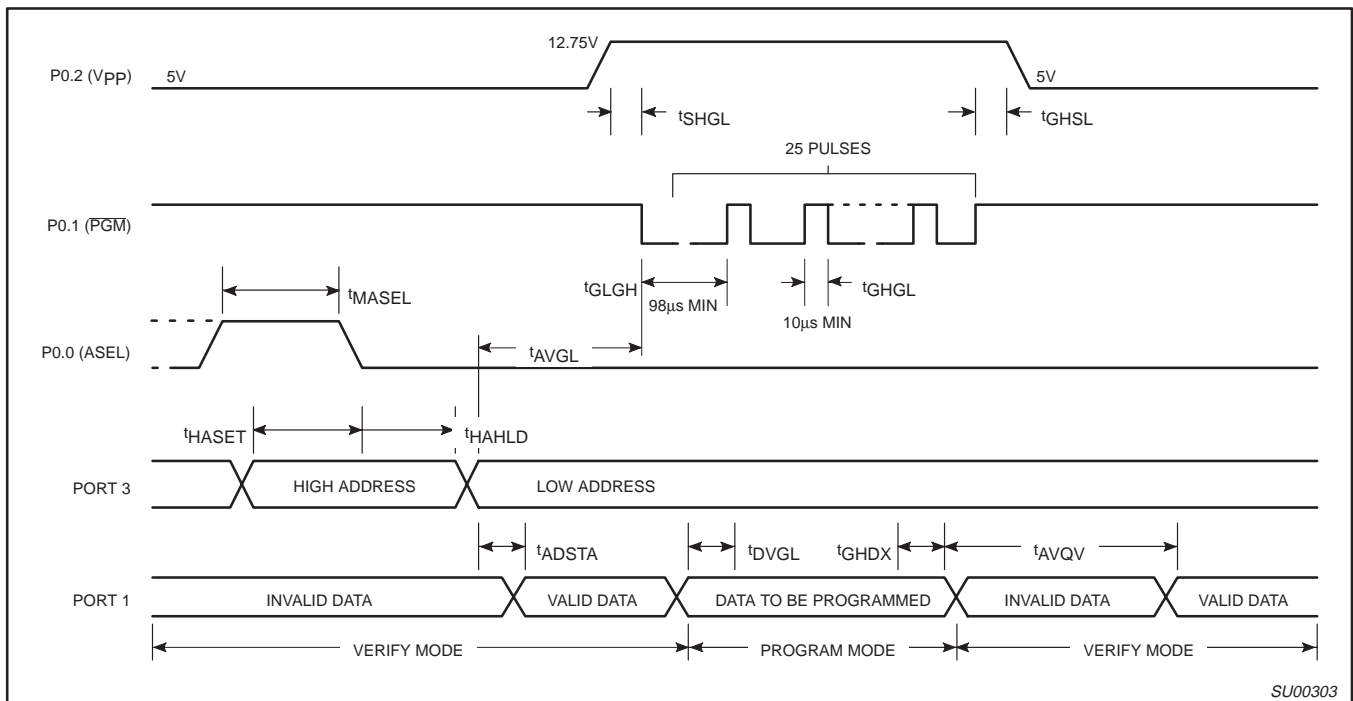 12.75V
P0.2 (VPP)
5V
5V
tSHGL
tGHSL
25 PULSES
P0.1 (PGM)
tMASEL
tGLGH
98µs MIN
10µs MIN
tGHGL
P0.0 (ASEL)
tAVGL
tHASET
tHAHLD
PORT 3
HIGH ADDRESS
LOW ADDRESS
tADSTA
tDVGL
tGHDX
tAVQV
PORT 1
INVALID DATA
VALID DATA
DATA TO BE PROGRAMMED
INVALID DATA
VALID DATA
VERIFY MODE
PROGRAM MODE
VERIFY MODE
SU00303